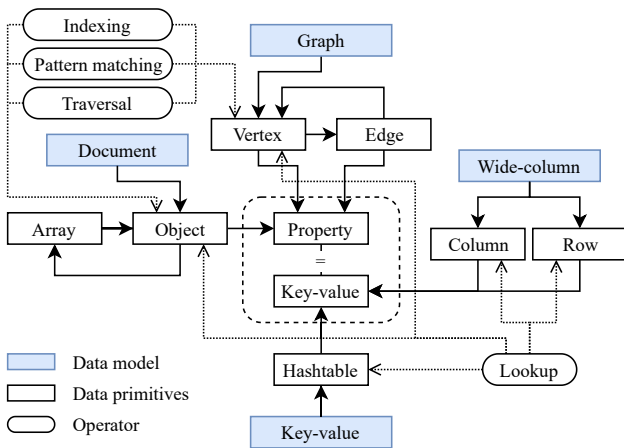 Indexing
Graph
Pattern matching
Traversal
Vertex
Edge
Document
Wide-column
Array
Object
Property
Column
Row
=
Key-value
Data model
Hashtable
Lookup
Data primitives
Operator
Key-value